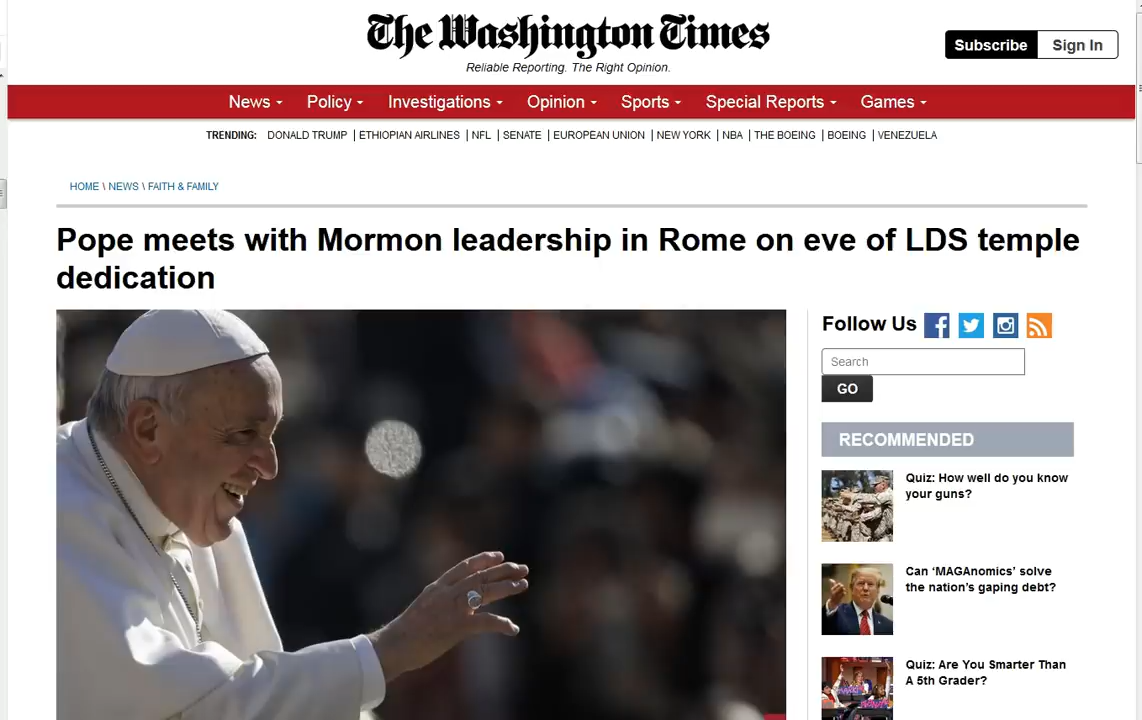 The Washington Times
Reliable Reporting. The Right Opinion.
Subscribe Sign In
News Policy Investigations Opinion Sports Special Reports Games
TRENDING: DONALD TRUMP | ETHIOPIAN AIRLINES | NFL | SENATE | EUROPEAN UNION | NEW YORK | NBA | THE BOEING | BOEING | VENEZUELA
HOME \ NEWS \ FAITH & FAMILY
Pope meets with Mormon leadership in Rome on eve of LDS temple
dedication
Follow Us
Search
GO
RECOMMENDED
Quiz: How well do you know
your guns?
Can ‘MAGAnomics’ solve
the nation’s gaping debt?
Quiz: Are You Smarter Than
A 5th Grader?